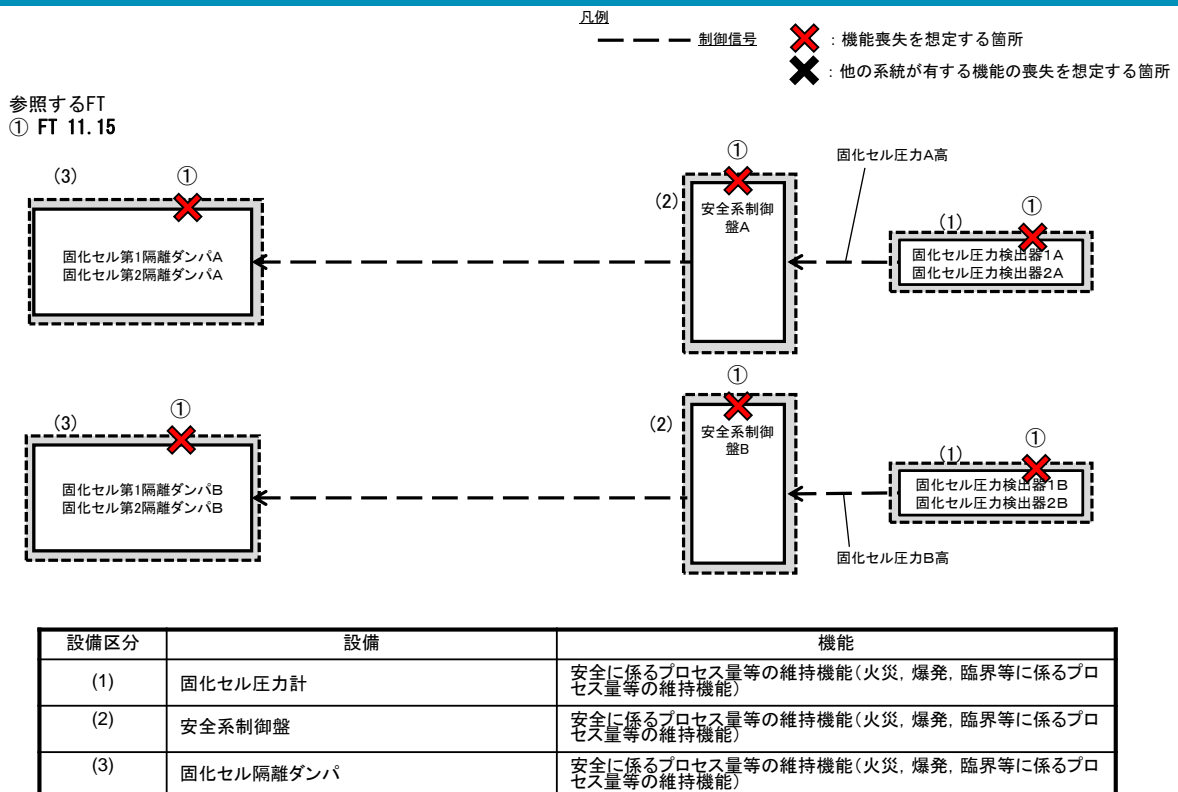 凡例
制御信号
：機能喪失を想定する箇所
：他の系統が有する機能の喪失を想定する箇所
参照するFT
① FT 11.15
(3)
①
固化セル第1隔離ダンパA
固化セル第2隔離ダンパA
①
(2)
安全系制御
盤A
固化セル圧力A高
(1)
①
固化セル圧力検出器1A
固化セル圧力検出器2A
(3)
①
固化セル第1隔離ダンパB
固化セル第2隔離ダンパB
①
(2)
安全系制御
盤B
(1)
①
固化セル圧力検出器1B
固化セル圧力検出器2B
固化セル圧力B高
設備区分 設備 機能
(1) 固化セル圧力計 安全に係るプロセス量等の維持機能(火災，爆発，臨界等に係るプロ
セス量等の維持機能)
(2) 安全系制御盤 安全に係るプロセス量等の維持機能(火災，爆発，臨界等に係るプロ
セス量等の維持機能)
(3) 固化セル隔離ダンパ 安全に係るプロセス量等の維持機能(火災，爆発，臨界等に係るプロ
セス量等の維持機能)